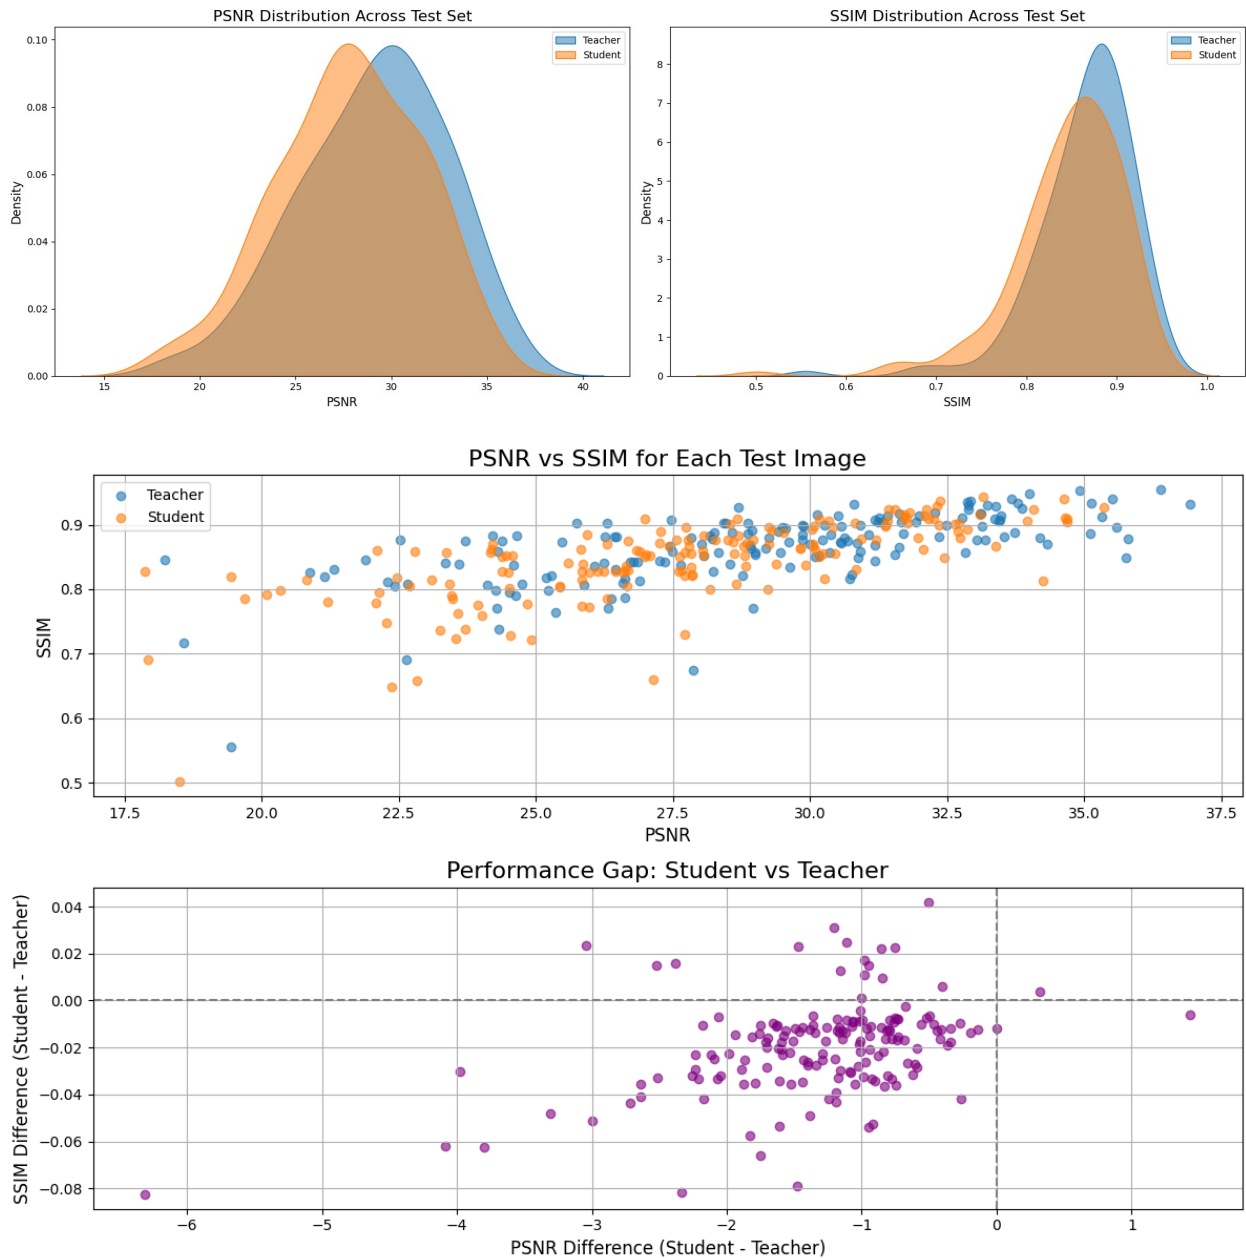 PSNR Distribution Across Test Set
Teacher
Student
0.10
0.08
0.06
0.04
0.02
0.00
Density
15 20 25 30 35 40
PSNR
SSIM Distribution Across Test Set
Teacher
Student
8
7
6
5
4
3
2
1
0
Density
0.5 0.6 0.7 0.8 0.9 1.0
SSIM
PSNR vs SSIM for Each Test Image
Teacher
Student
0.9
0.8
0.7
0.6
0.5
SSIM
17.5 20.0 22.5 25.0 27.5 30.0 32.5 35.0 37.5
PSNR
Performance Gap: Student vs Teacher
0.04
0.02
0.00
−0.02
−0.04
−0.06
−0.08
SSIM Difference (Student - Teacher)
−6 −5 −4 −3 −2 −1 0 1
PSNR Difference (Student - Teacher)